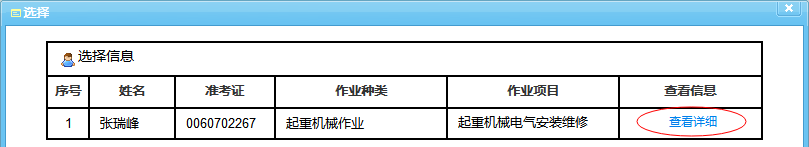 选择
选择信息
序号 姓名 准考证 作业种类 作业项目 查看信息
1 张瑞峰 0060702267 起重机械作业 起重机械电气安装维修 查看详细